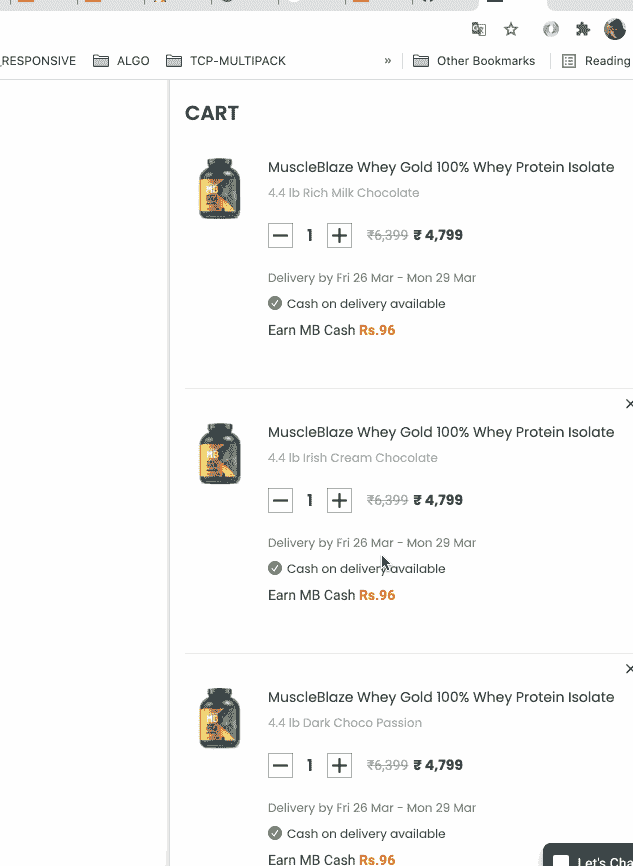 _RESPONSIVE ALGO TCP-MULTIPACK » Other Bookmarks Reading
CART
MuscleBlaze Whey Gold 100% Whey Protein Isolate
4.4 lb Rich Milk Chocolate
1 ₹6,399 ₹ 4,799
Delivery by Fri 26 Mar - Mon 29 Mar
Cash on delivery available
Earn MB Cash Rs.96
MuscleBlaze Whey Gold 100% Whey Protein Isolate
4.4 lb Irish Cream Chocolate
1 ₹6,399 ₹ 4,799
Delivery by Fri 26 Mar - Mon 29 Mar
Cash on delivery available
Earn MB Cash Rs.96
MuscleBlaze Whey Gold 100% Whey Protein Isolate
4.4 lb Dark Choco Passion
1 ₹6,399 ₹ 4,799
Delivery by Fri 26 Mar - Mon 29 Mar
Cash on delivery available
Earn MB Cash Rs.96
Let's Cha